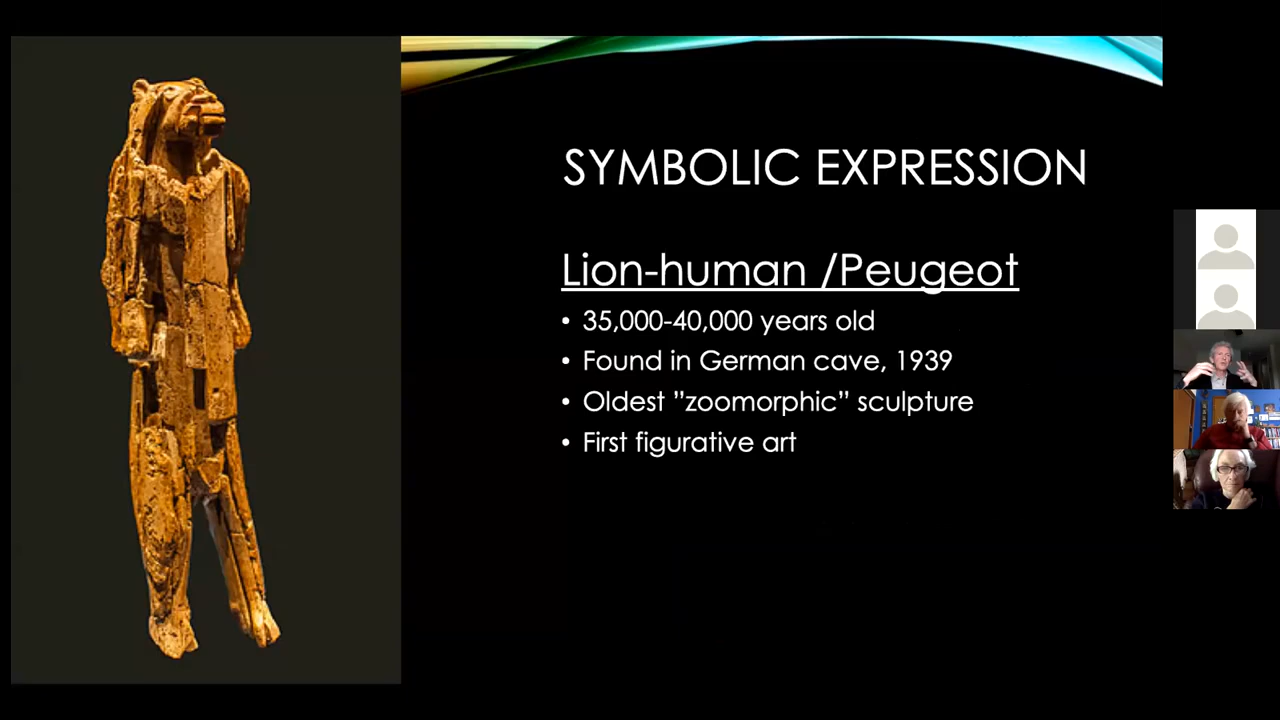 SYMBOLIC EXPRESSION
Lion-human /Peugeot
• 35,000-40,000 years old
• Found in German cave, 1939
• Oldest ”zoomorphic” sculpture
• First figurative art